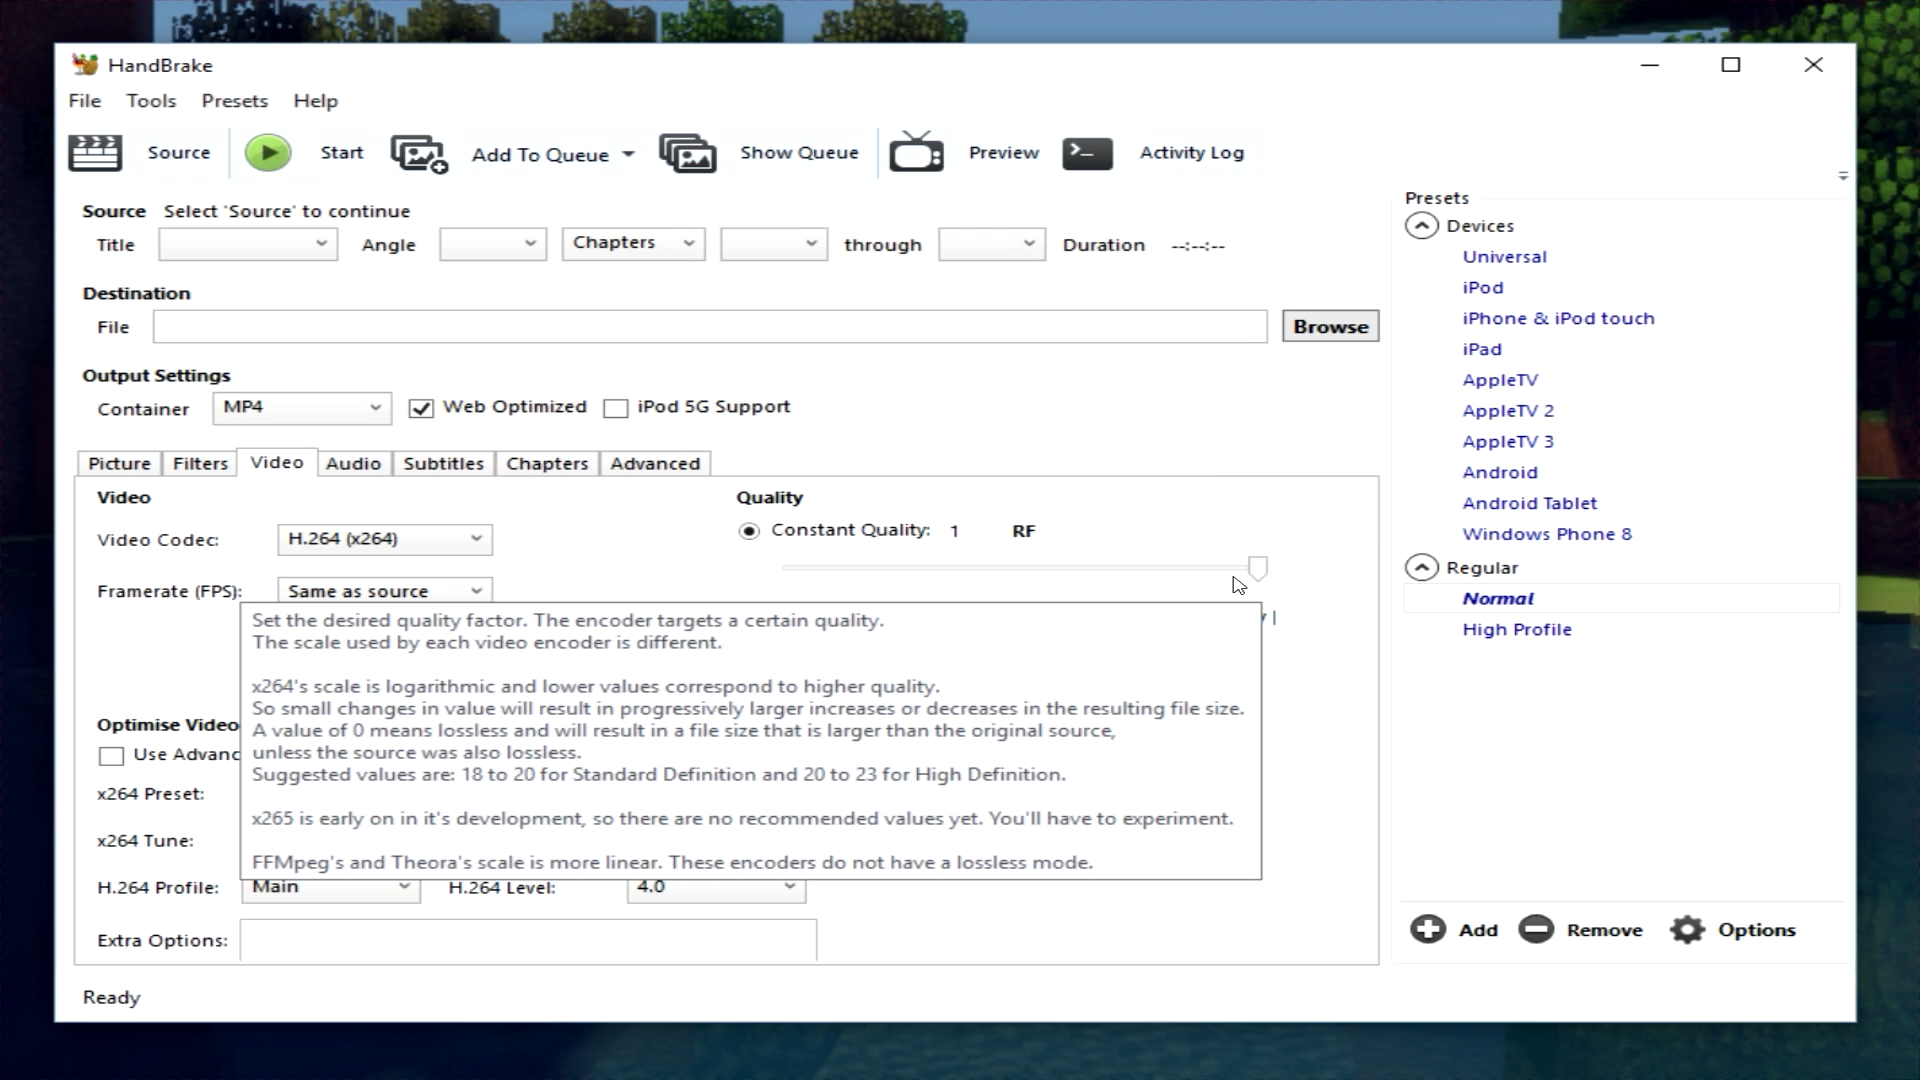 HandBrake
File Tools Presets Help
Source Start Add To Queue Show Queue Preview Activity Log
Source Select 'Source' to continue
Title Angle Chapters through Duration --:--:--
Destination
File Browse
Output Settings
Container MP4 Web Optimized iPod 5G Support
Picture Filters Video Audio Subtitles Chapters Advanced
Video
Video Codec: H.264 (x264)
Framerate (FPS): Same as source
Quality
Constant Quality: 1 RF
Set the desired quality factor. The encoder targets a certain quality.
The scale used by each video encoder is different.
x264's scale is logarithmic and lower values correspond to higher quality.
So small changes in value will result in progressively larger increases or decreases in the resulting file size.
A value of 0 means lossless and will result in a file size that is larger than the original source,
unless the source was also lossless.
Suggested values are: 18 to 20 for Standard Definition and 20 to 23 for High Definition.
x265 is early on in it's development, so there are no recommended values yet. You'll have to experiment.
FFMpeg's and Theora's scale is more linear. These encoders do not have a lossless mode.
Optimise Video
Use Advanc
x264 Preset:
x264 Tune:
H.264 Profile: Main H.264 Level: 4.0
Extra Options:
Ready
Presets
Devices
Universal
iPod
iPhone & iPod touch
iPad
AppleTV
AppleTV 2
AppleTV 3
Android
Android Tablet
Windows Phone 8
Regular
Normal
High Profile
Add Remove Options